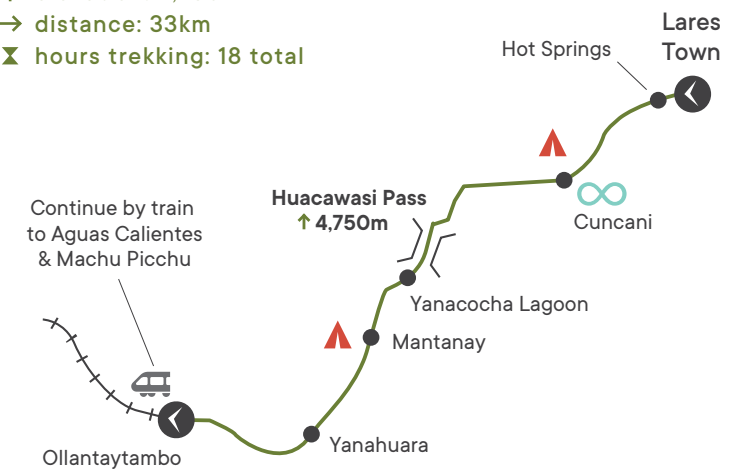 distance: 33km
hours trekking: 18 total
Lares
Town
Hot Springs
Huacawasi Pass
4,750m
Cuncani
Continue by train
to Aguas Calientes
& Machu Picchu
Yanacocha Lagoon
Mantanay
Yanahuara
Ollantaytambo